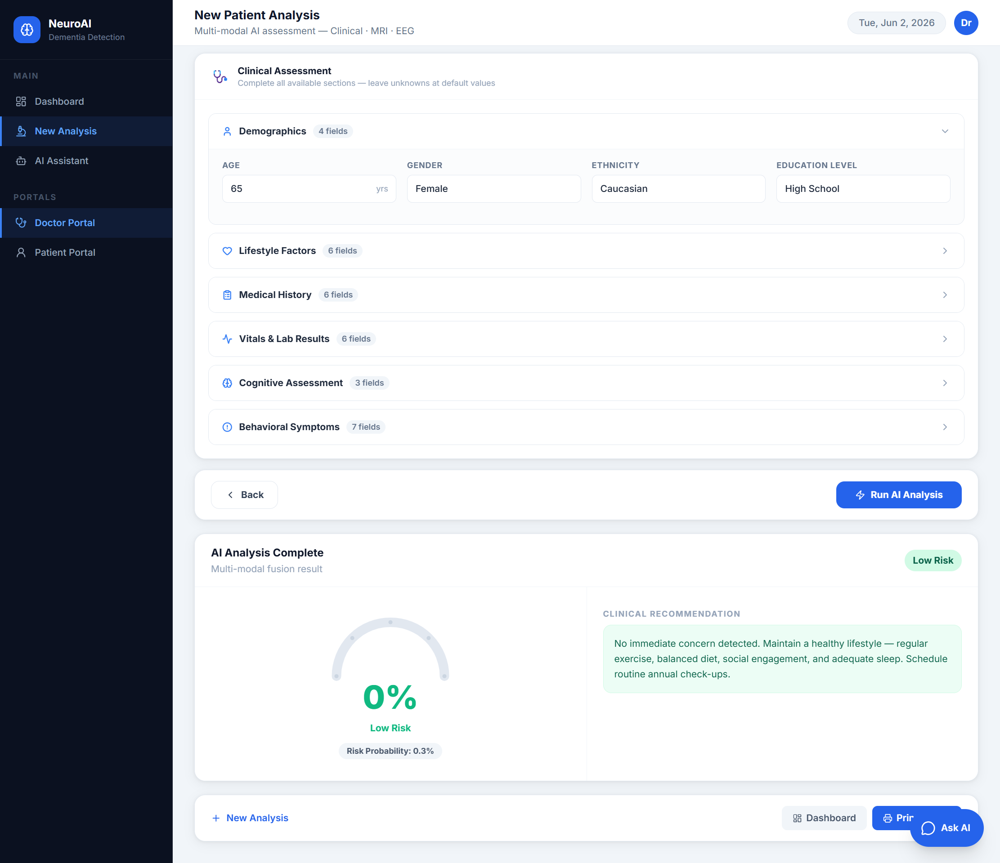 NeuroAI
Dementia Detection
MAIN
Dashboard
New Analysis
AI Assistant
PORTALS
Doctor Portal
Patient Portal
New Patient Analysis
Multi-modal AI assessment — Clinical · MRI · EEG
Tue, Jun 2, 2026
Dr
Clinical Assessment
Complete all available sections — leave unknowns at default values
Demographics 4 fields
AGE GENDER ETHNICITY EDUCATION LEVEL
65 yrs Female Caucasian High School
Lifestyle Factors 6 fields
Medical History 6 fields
Vitals & Lab Results 6 fields
Cognitive Assessment 3 fields
Behavioral Symptoms 7 fields
Back Run AI Analysis
AI Analysis Complete
Multi-modal fusion result
Low Risk
0%
Low Risk
Risk Probability: 0.3%
CLINICAL RECOMMENDATION
No immediate concern detected. Maintain a healthy lifestyle — regular
exercise, balanced diet, social engagement, and adequate sleep. Schedule
routine annual check-ups.
New Analysis Dashboard
Ask AI